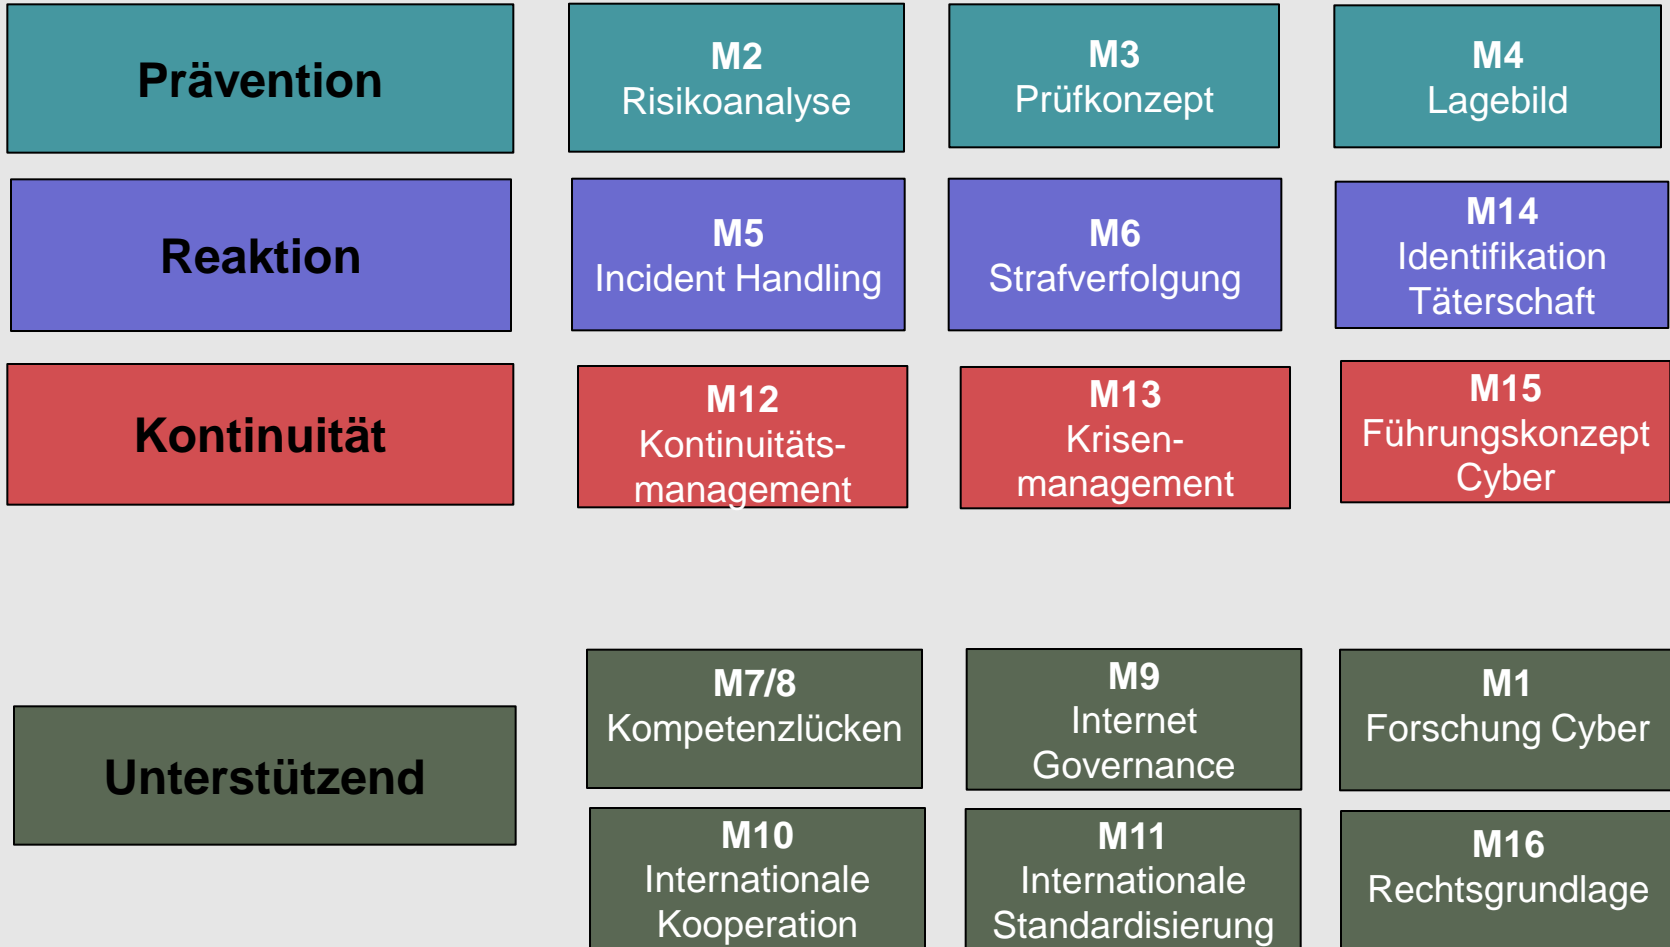 Prävention
M2
Risikoanalyse
M3
Prüfkonzept
M4
Lagebild
Reaktion
M5
Incident Handling
M6
Strafverfolgung
M14
Identifikation
Täterschaft
Kontinuität
M12
Kontinuitäts-
management
M13
Krisen-
management
M15
Führungskonzept
Cyber
Unterstützend
M7/8
Kompetenzlücken
M9
Internet
Governance
M1
Forschung Cyber
M10
Internationale
Kooperation
M11
Internationale
Standardisierung
M16
Rechtsgrundlage